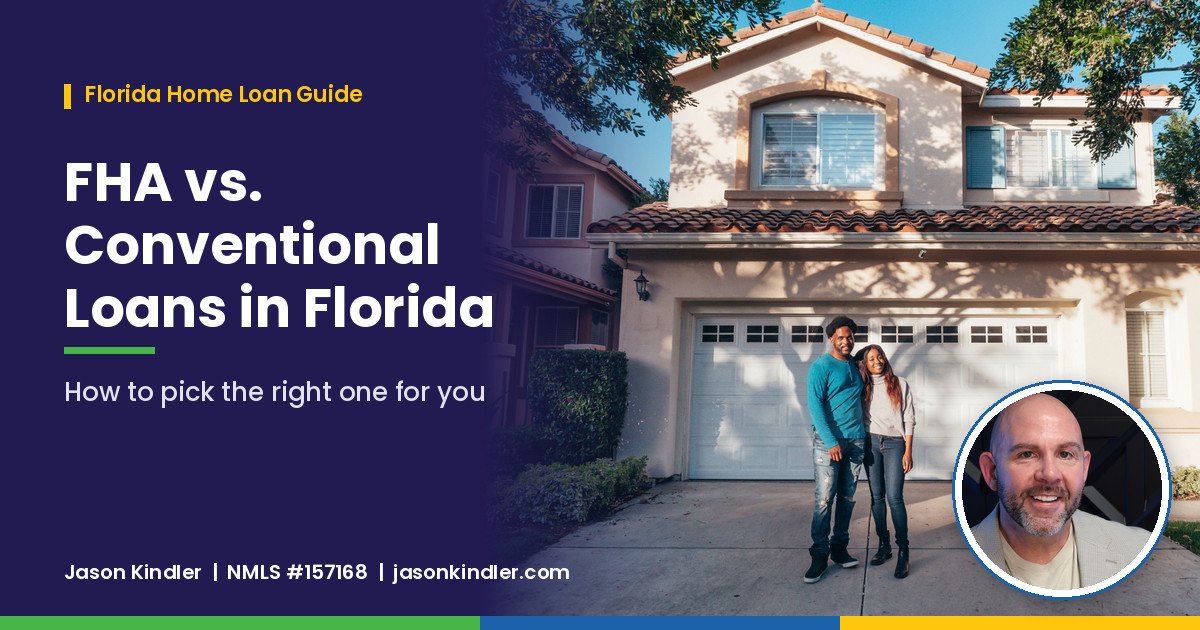 Florida Home Loan Guide
FHA vs.
Conventional
Loans in Florida
How to pick the right one for you
Jason Kindler | NMLS #157168 | jasonkindler.com